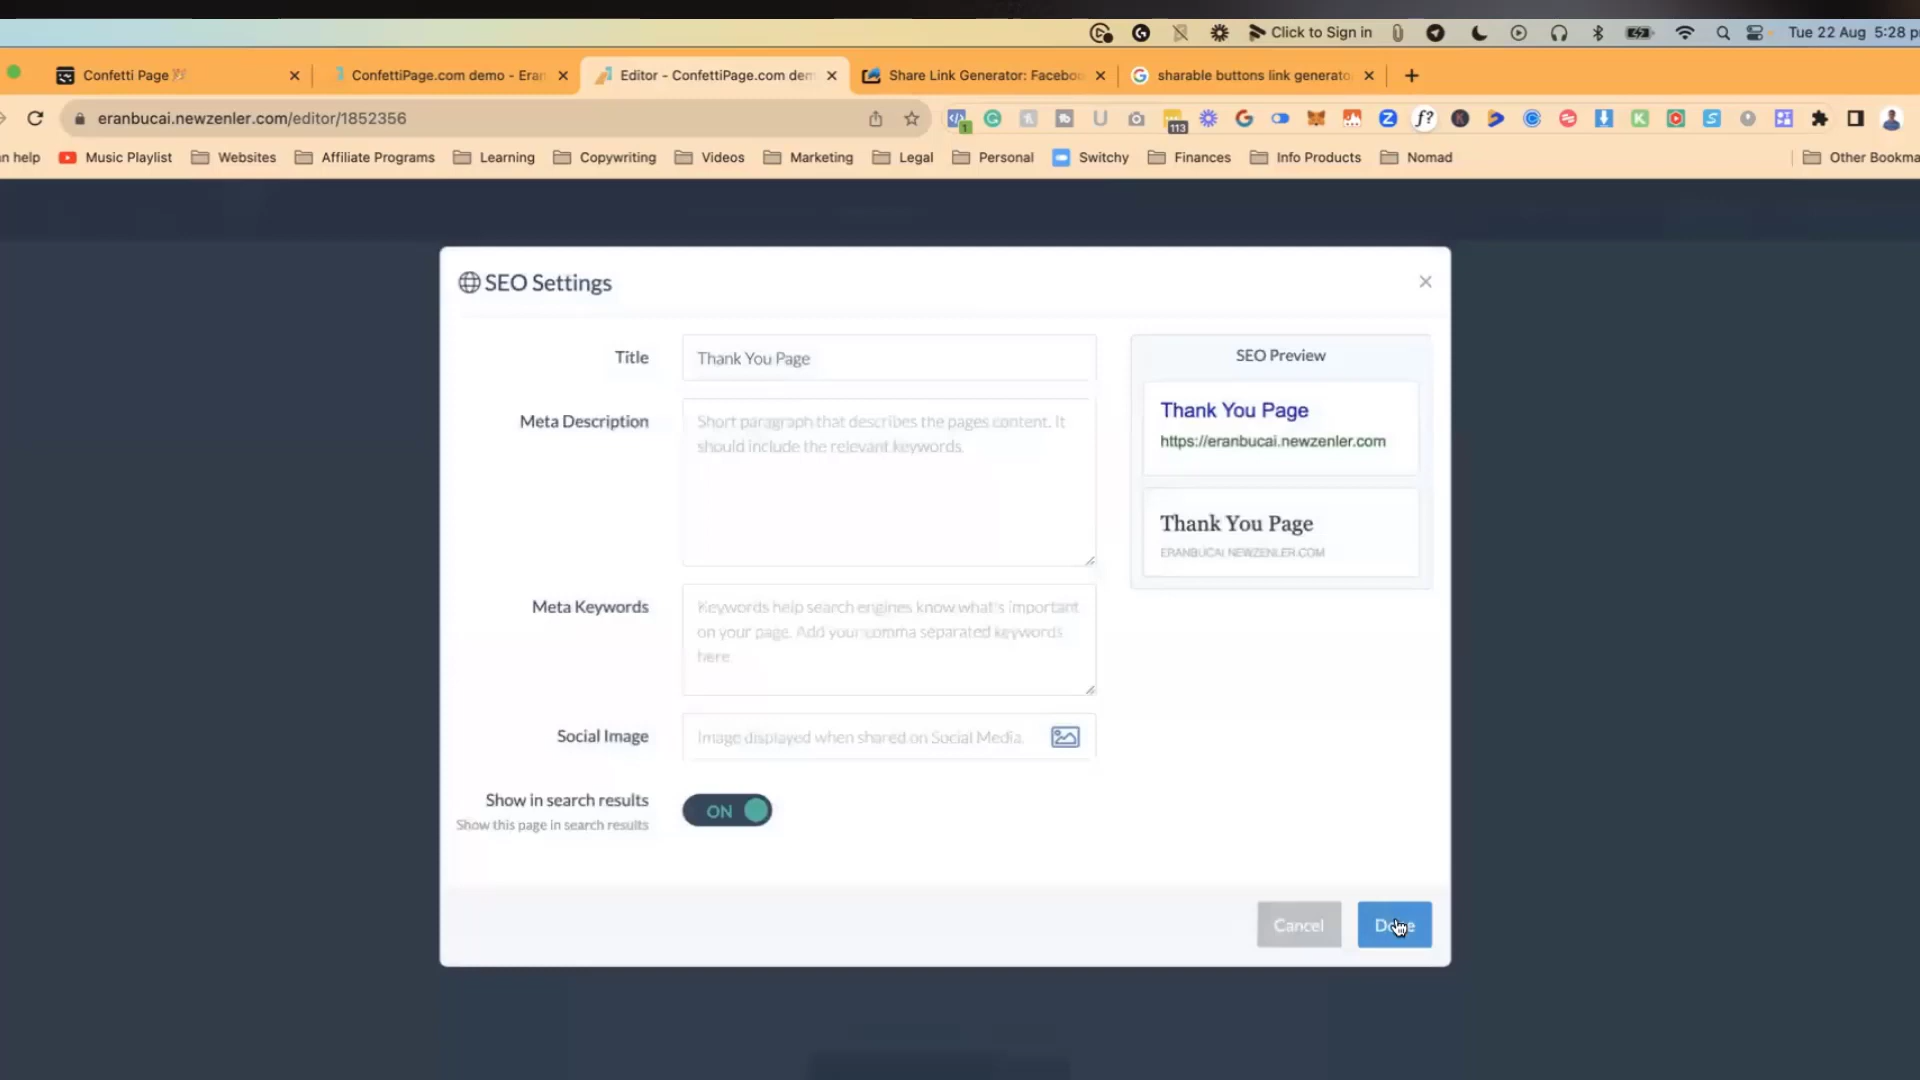 Click to Sign in
Tue 22 Aug 5:28 p
Confetti Page
ConfettiPage.com demo - Eran
Editor - ConfettiPage.com dem
Share Link Generator: Facebo
sharable buttons link generato
eranbucai.newzenler.com/editor/1852356
1
113
f?
n help
Music Playlist
Websites
Affiliate Programs
Learning
Copywriting
Videos
Marketing
Legal
Personal
Switchy
Finances
Info Products
Nomad
Other Bookma
SEO Settings
Title
Thank You Page
Meta Description
Short paragraph that describes the pages content. It
should include the relevant keywords.
Meta Keywords
Keywords help search engines know what's important
on your page. Add your comma separated keywords
here
Social Image
Image displayed when shared on Social Media.
Show in search results
Show this page in search results
ON
SEO Preview
Thank You Page
https://eranbucai.newzenler.com
Thank You Page
ERANBUCAI.NEWZENLER.COM
Cancel
Done